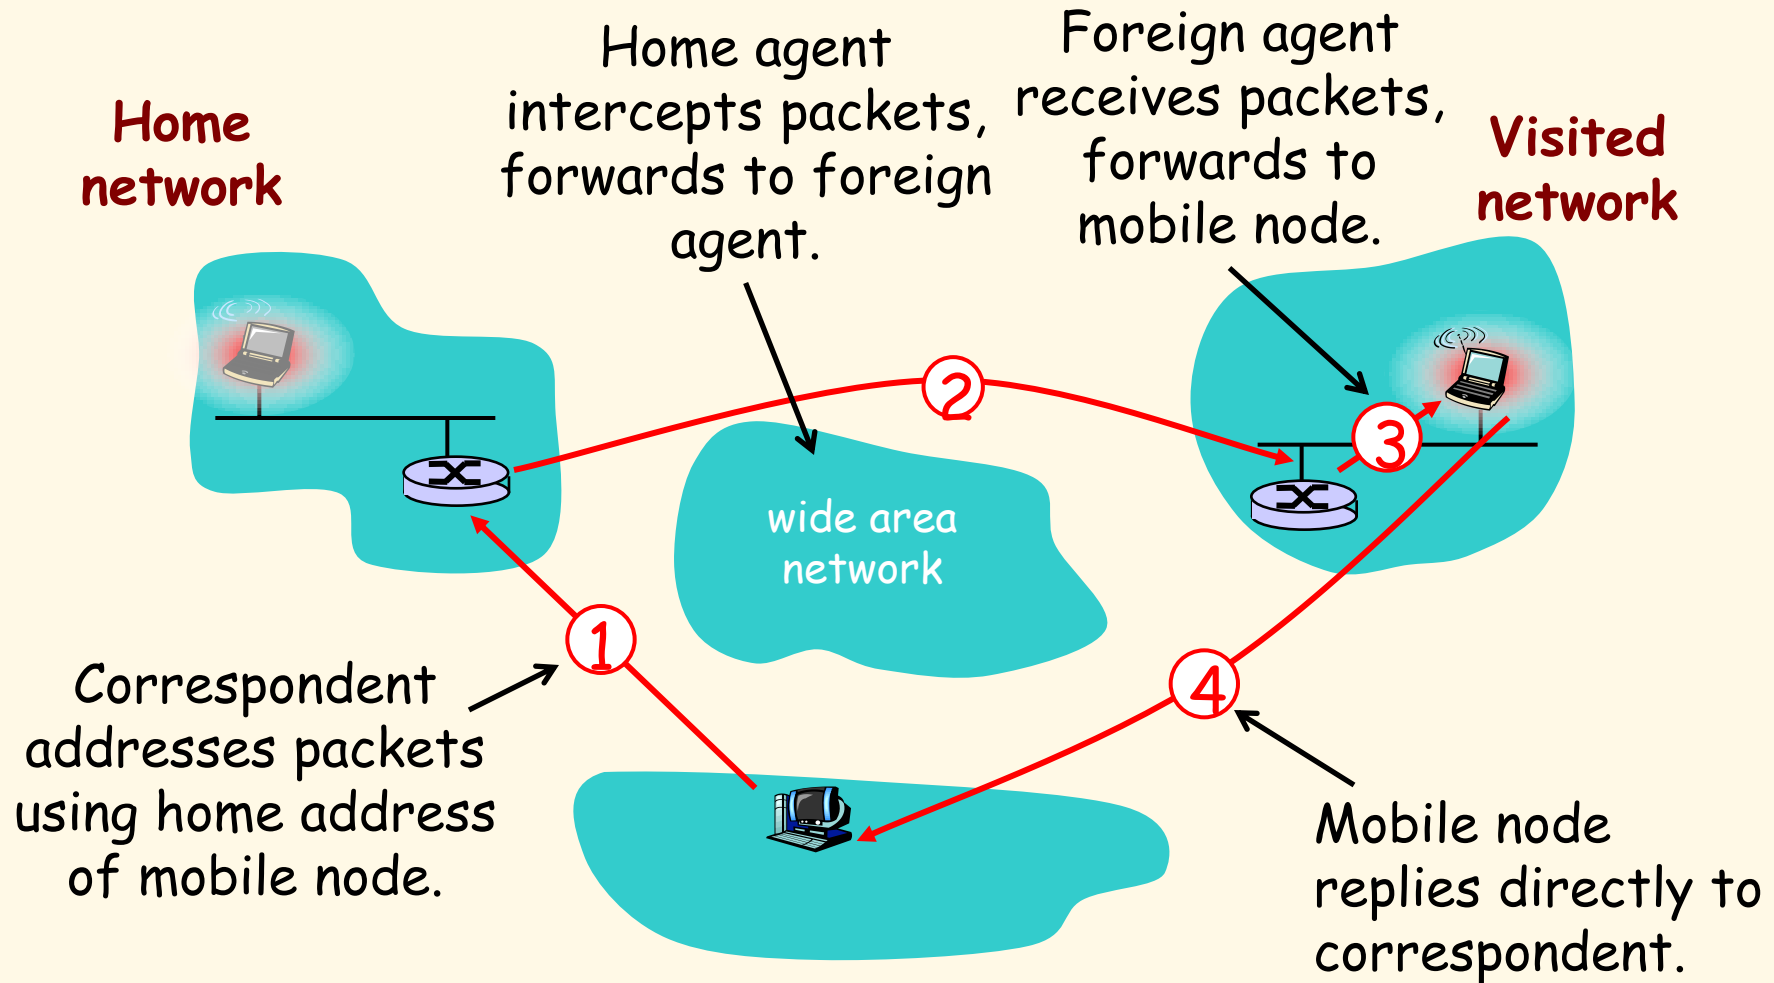 Home
network
Home agent
intercepts packets,
forwards to foreign
agent.
Foreign agent
receives packets,
forwards to
mobile node.
Visited
network
2
3
wide area
network
1
4
Correspondent
addresses packets
using home address
of mobile node.
Mobile node
replies directly to
correspondent.